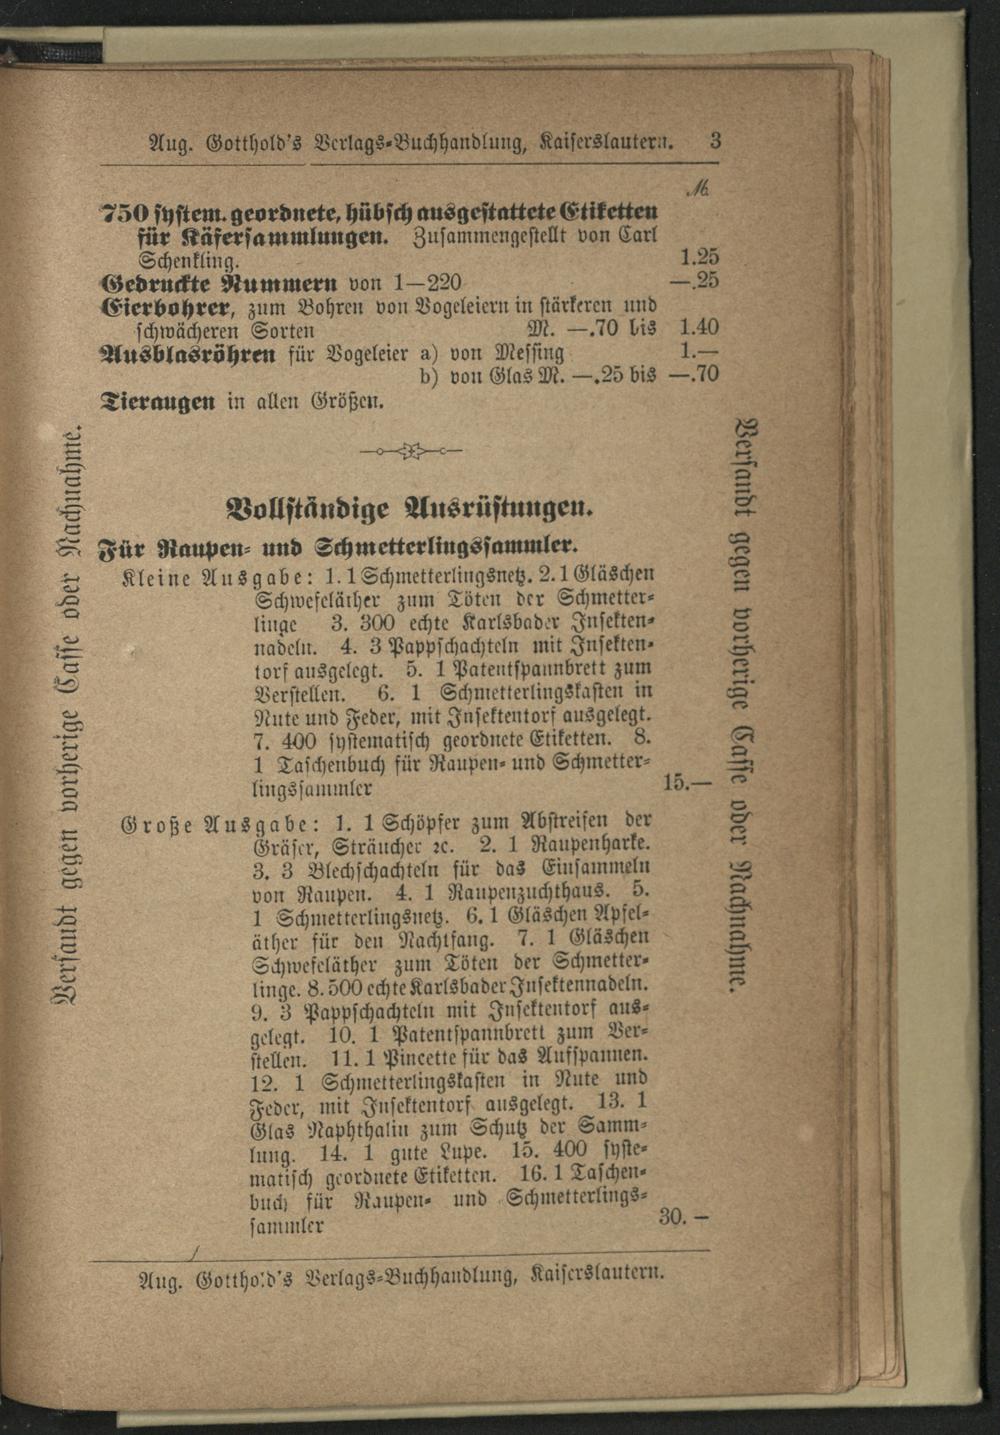 Aug. Gotthold's Verlags-Buchhandlung, Kaiserslautern. 3
M.
750 system. geordnete, hübsch ausgestattete Etiketten
für Käfersammlungen. Zusammengestellt von Carl
Schenkling. 1.25
Gedruckte Nummern von 1—220 —.25
Eierbohrer, zum Bohren von Vogeleiern in stärkeren und
schwächeren Sorten M. —.70 bis 1.40
Ausblasröhren für Vogeleier a) von Messing 1.—
b) von Glas M. —.25 bis —.70
Tieraugen in allen Größen.
Vollständige Ausrüstungen.
Für Raupen- und Schmetterlingssammler.
Kleine Ausgabe: 1. 1 Schmetterlingsnetz. 2. 1 Gläschen
Schwefeläther zum Töten der Schmetter-
linge 3. 300 echte Karlsbader Insekten-
nadeln. 4. 3 Pappschachteln mit Insekten-
torf ausgelegt. 5. 1 Patentspannbrett zum
Verstellen. 6. 1 Schmetterlingskasten in
Nute und Feder, mit Insektentorf ausgelegt.
7. 400 systematisch geordnete Etiketten. 8.
1 Taschenbuch für Raupen- und Schmetter-
lingssammler 15.—
Große Ausgabe: 1. 1 Schöpfer zum Abstreifen der
Gräser, Sträucher ꝛc. 2. 1 Raupenharke.
3. 3 Blechschachteln für das Einsammeln
von Raupen. 4. 1 Raupenzuchthaus. 5.
1 Schmetterlingsnetz. 6. 1 Gläschen Apfel-
äther für den Nachtfang. 7. 1 Gläschen
Schwefeläther zum Töten der Schmetter-
linge. 8. 500 echte Karlsbader Insektennadeln.
9. 3 Pappschachteln mit Insektentorf aus-
gelegt. 10. 1 Patentspannbrett zum Ver-
stellen. 11. 1 Pincette für das Aufspannen.
12. 1 Schmetterlingskasten in Nute und
Feder, mit Insektentorf ausgelegt. 13. 1
Glas Naphthalin zum Schutz der Samm-
lung. 14. 1 gute Lupe. 15. 400 syste-
matisch geordnete Etiketten. 16. 1 Taschen-
buch für Raupen- und Schmetterlings-
sammler 30.—
Aug. Gotthold's Verlags-Buchhandlung, Kaiserslautern.
Versandt gegen vorherige Casse oder Nachnahme.
Versandt gegen vorherige Casse oder Nachnahme.